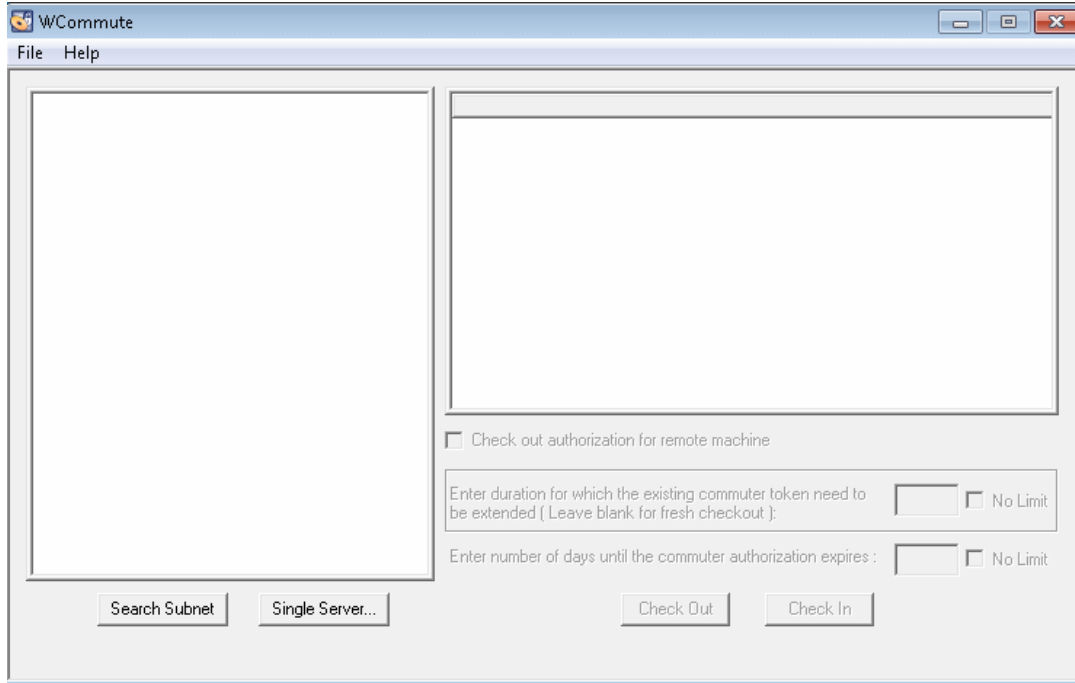 WCommute
File Help
Check out authorization for remote machine
Enter duration for which the existing commuter token need to
be extended ( Leave blank for fresh checkout ):
No Limit
Enter number of days until the commuter authorization expires :
No Limit
Search Subnet
Single Server...
Check Out
Check In